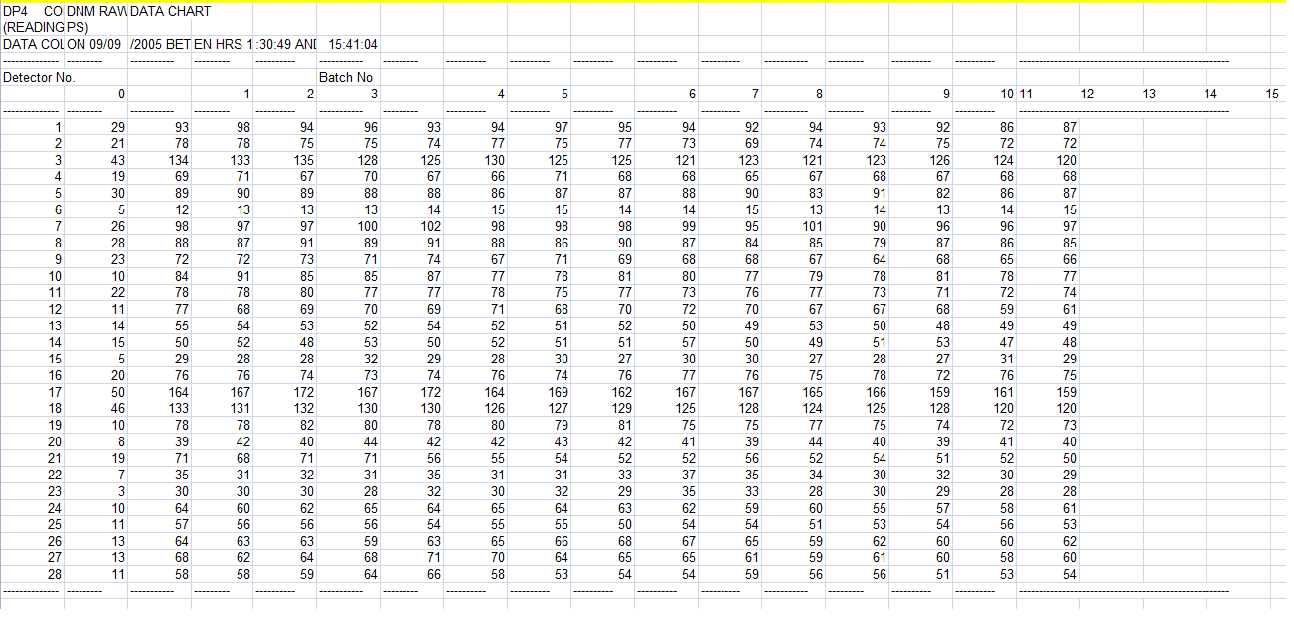 DP4 CO DNM RAW DATA CHART
(READING PS)
DATA COL ON 09/09 /2005 BET EN HRS 1 :30:49 AND 15:41:04
-------------- --------- ----------- --------- ---------- --------- --------- ---------- ---------- ---------- ---------- ---------- ----------- --------- ---------- ---------- ----------------------------------------------------
Detector No. Batch No
0 1 2 3 4 5 6 7 8 9 10 11 12 13 14 15
-------------- --------- ----------- --------- ---------- --------- --------- ---------- ---------- ---------- ---------- ---------- ----------- --------- ---------- ---------- ----------------------------------------------------
1 29 93 98 94 96 93 94 97 95 94 92 94 93 92 86 87
2 21 78 78 75 75 74 77 75 77 73 69 74 74 75 72 72
3 43 134 133 135 128 125 130 125 125 121 123 121 123 126 124 120
4 19 69 71 67 70 67 66 71 68 68 65 67 68 67 68 68
5 30 89 90 89 88 88 86 87 87 88 90 83 91 82 86 87
6 5 12 13 13 13 14 15 15 14 14 15 13 14 13 14 15
7 26 98 97 97 100 102 98 98 98 99 95 101 90 96 96 97
8 28 88 87 91 89 91 88 86 90 87 84 85 79 87 86 85
9 23 72 72 73 71 74 67 71 69 68 68 67 64 68 65 66
10 10 84 91 85 85 87 77 78 81 80 77 79 78 81 78 77
11 22 78 78 80 77 77 78 75 77 73 76 77 73 71 72 74
12 11 77 68 69 70 69 71 68 70 72 70 67 67 68 59 61
13 14 55 54 53 52 54 52 51 52 50 49 53 50 48 49 49
14 15 50 52 48 53 50 52 51 51 57 50 49 51 53 47 48
15 5 29 28 28 32 29 28 30 27 30 30 27 28 27 31 29
16 20 76 76 74 73 74 76 74 76 77 76 75 78 72 76 75
17 50 164 167 172 167 172 164 169 162 167 167 165 166 159 161 159
18 46 133 131 132 130 130 126 127 129 125 128 124 125 128 120 120
19 10 78 78 82 80 78 80 79 81 75 75 77 75 74 72 73
20 8 39 42 40 44 42 42 43 42 41 39 44 40 39 41 40
21 19 71 68 71 71 56 55 54 52 52 56 52 54 51 52 50
22 7 35 31 32 31 35 31 31 33 37 35 34 30 32 30 29
23 3 30 30 30 28 32 30 32 29 35 33 28 30 29 28 28
24 10 64 60 62 65 64 65 64 63 62 59 60 55 57 58 61
25 11 57 56 56 56 54 55 55 50 54 54 51 53 54 56 53
26 13 64 63 63 59 63 65 66 68 67 65 59 62 60 60 62
27 13 68 62 64 68 71 70 64 65 65 61 59 61 60 58 60
28 11 58 58 59 64 66 58 53 54 54 59 56 56 51 53 54
-------------- --------- ----------- --------- ---------- --------- --------- ---------- ---------- ---------- ---------- ---------- ----------- --------- ---------- ---------- ----------------------------------------------------